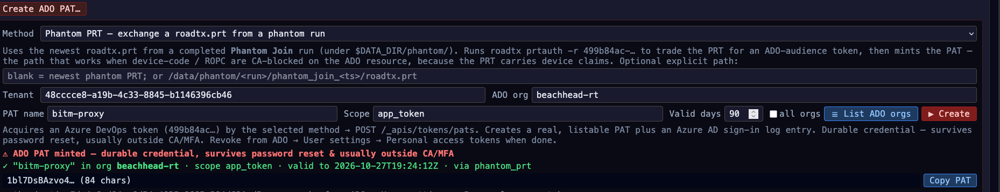 Create ADO PAT…
Method Phantom PRT — exchange a roadtx.prt from a phantom run
Uses the newest roadtx.prt from a completed Phantom Join run (under $DATA_DIR/phantom/). Runs roadtx prtauth -r 499b84ac-… to trade the PRT for an ADO-audience token, then mints the PAT —
the path that works when device-code / ROPC are CA-blocked on the ADO resource, because the PRT carries device claims. Optional explicit path:
blank = newest phantom PRT; or /data/phantom/<run>/phantom_join_<ts>/roadtx.prt
Tenant 48cccce8-a19b-4c33-8845-b1146396cb46 ADO org beachhead-rt
PAT name bitm-proxy Scope app_token Valid days 90 all orgs ≡ List ADO orgs ▶ Create
Acquires an Azure DevOps token (499b84ac…) by the selected method → POST /_apis/tokens/pats. Creates a real, listable PAT plus an Azure AD sign-in log entry. Durable credential — survives
password reset, usually outside CA/MFA. Revoke from ADO → User settings → Personal access tokens when done.
⚠ ADO PAT minted — durable credential, survives password reset & usually outside CA/MFA
✓ "bitm-proxy" in org beachhead-rt · scope app_token · valid to 2026-10-27T19:24:12Z · via phantom_prt
1bl7DsBAzvo4… (84 chars) Copy PAT